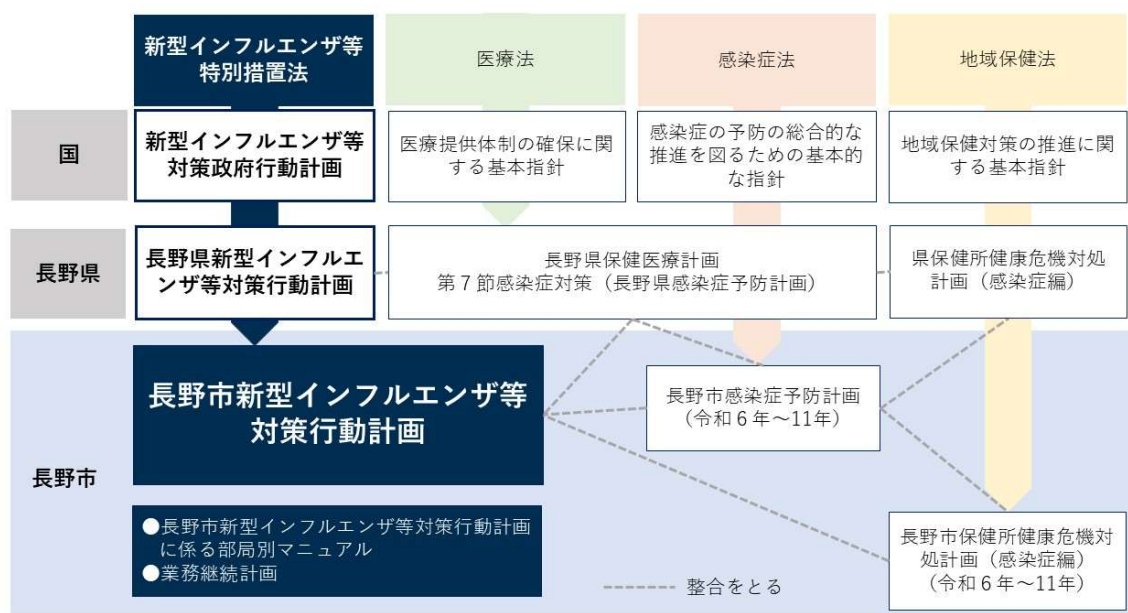 新型インフルエンザ等
特別措置法
医療法
感染症法
地域保健法
国
新型インフルエンザ等
対策政府行動計画
医療提供体制の確保に関
する基本指針
感染症の予防の総合的な
推進を図るための基本的
な指針
地域保健対策の推進に関
する基本指針
長野県
長野県新型インフルエ
ンザ等対策行動計画
長野県保健医療計画
第７節感染症対策（長野県感染症予防計画）
県保健所健康危機対処
計画（感染症編）
長野市
長野市新型インフルエンザ等
対策行動計画
長野市感染症予防計画
（令和６年～11年）
●長野市新型インフルエンザ等対策行動計画
に係る部局別マニュアル
●業務継続計画
長野市保健所健康危機対
処計画（感染症編）
（令和６年～11年）
整合をとる